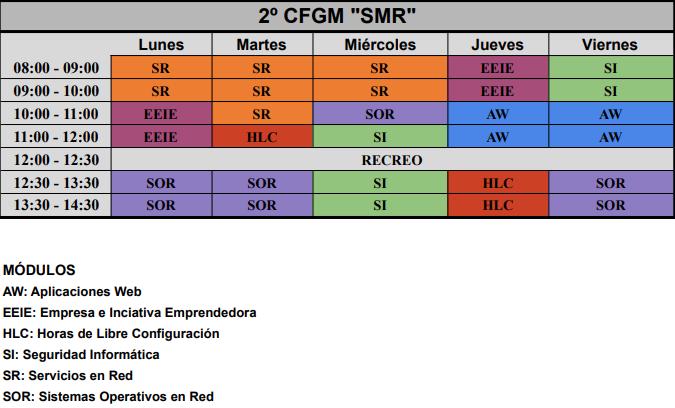 2º CFGM "SMR"
Lunes Martes Miércoles Jueves Viernes
08:00 - 09:00 SR SR SR EEIE SI
09:00 - 10:00 SR SR SR EEIE SI
10:00 - 11:00 EEIE SR SOR AW AW
11:00 - 12:00 EEIE HLC SI AW AW
12:00 - 12:30 RECREO
12:30 - 13:30 SOR SOR SI HLC SOR
13:30 - 14:30 SOR SOR SI HLC SOR
MÓDULOS
AW: Aplicaciones Web
EEIE: Empresa e Inciativa Emprendedora
HLC: Horas de Libre Configuración
SI: Seguridad Informática
SR: Servicios en Red
SOR: Sistemas Operativos en Red